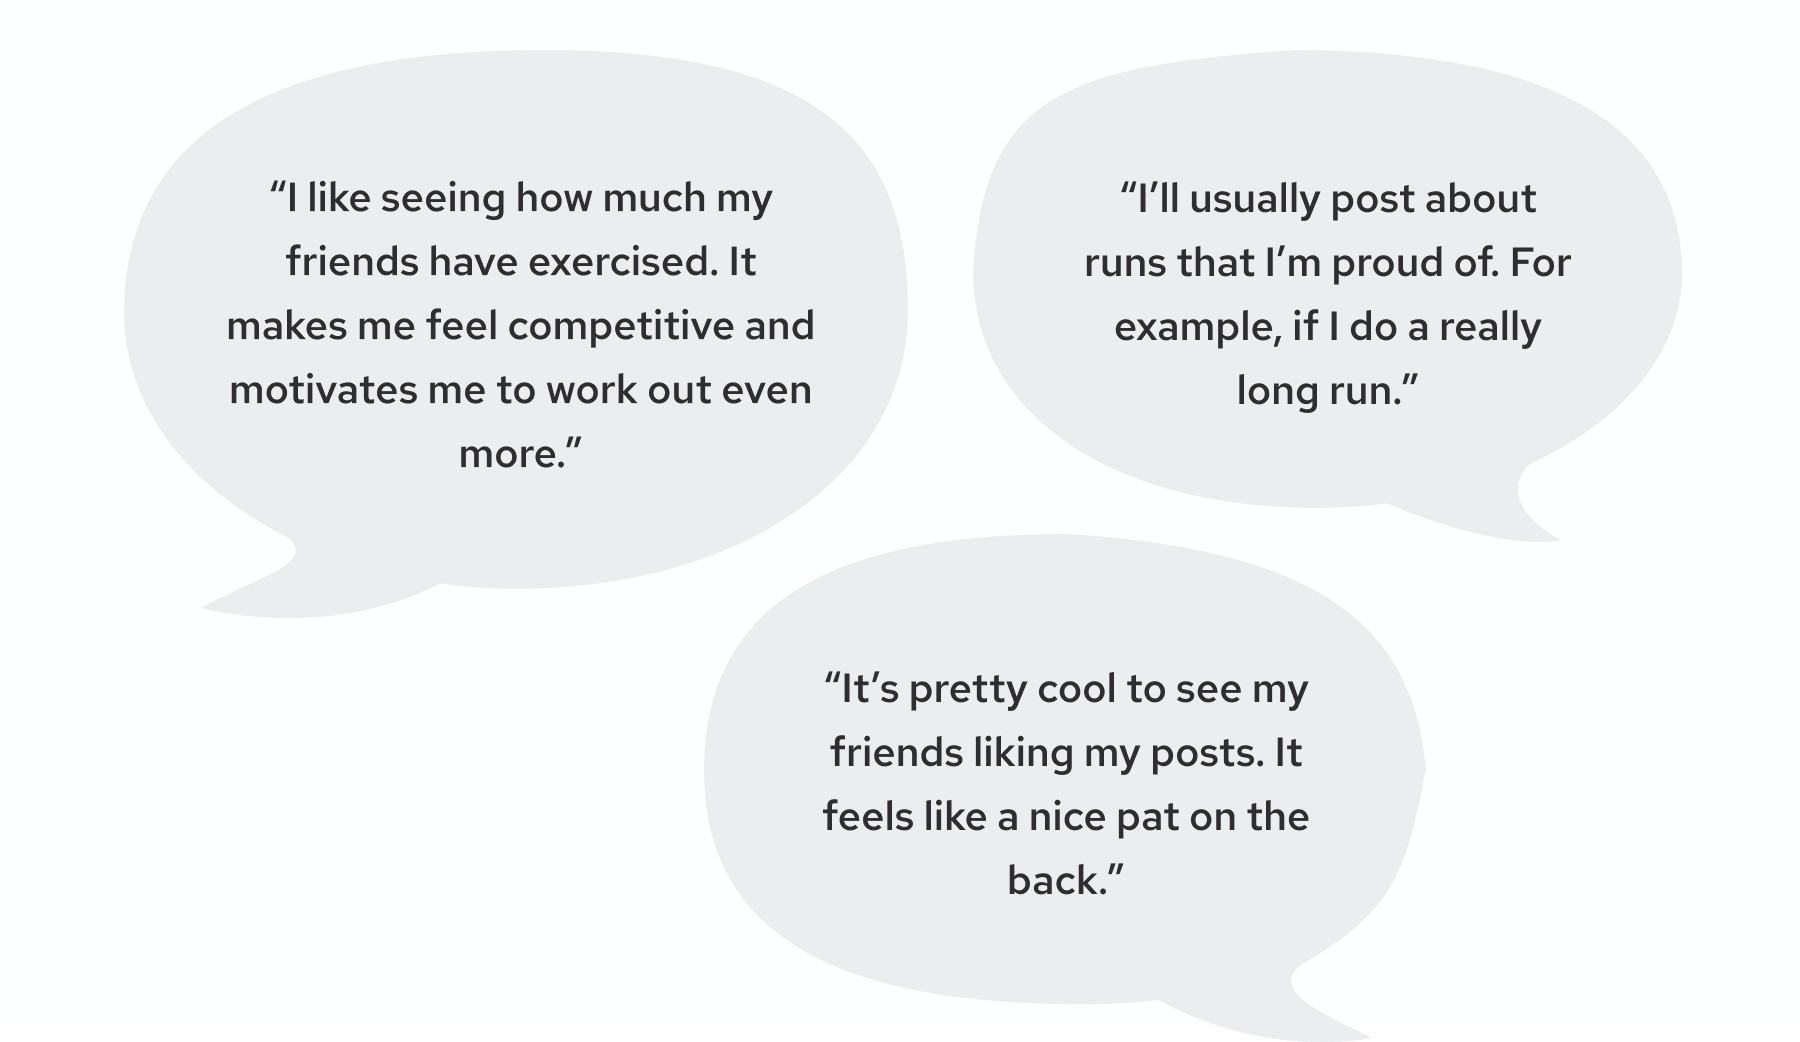 “I like seeing how much my
friends have exercised. It
makes me feel competitive and
motivates me to work out even
more.”
“I’ll usually post about
runs that I’m proud of. For
example, if I do a really
long run.”
“It’s pretty cool to see my
friends liking my posts. It
feels like a nice pat on the
back.”